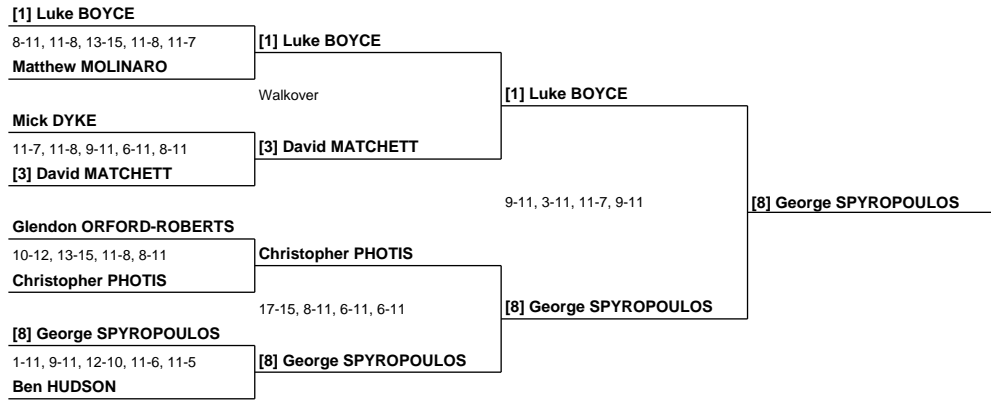 [1] Luke BOYCE
8-11, 11-8, 13-15, 11-8, 11-7
Matthew MOLINARO
[1] Luke BOYCE
Walkover
[1] Luke BOYCE
Mick DYKE
11-7, 11-8, 9-11, 6-11, 8-11
[3] David MATCHETT
[3] David MATCHETT
9-11, 3-11, 11-7, 9-11
[8] George SPYROPOULOS
Glendon ORFORD-ROBERTS
10-12, 13-15, 11-8, 8-11
Christopher PHOTIS
Christopher PHOTIS
17-15, 8-11, 6-11, 6-11
[8] George SPYROPOULOS
[8] George SPYROPOULOS
1-11, 9-11, 12-10, 11-6, 11-5
Ben HUDSON
[8] George SPYROPOULOS